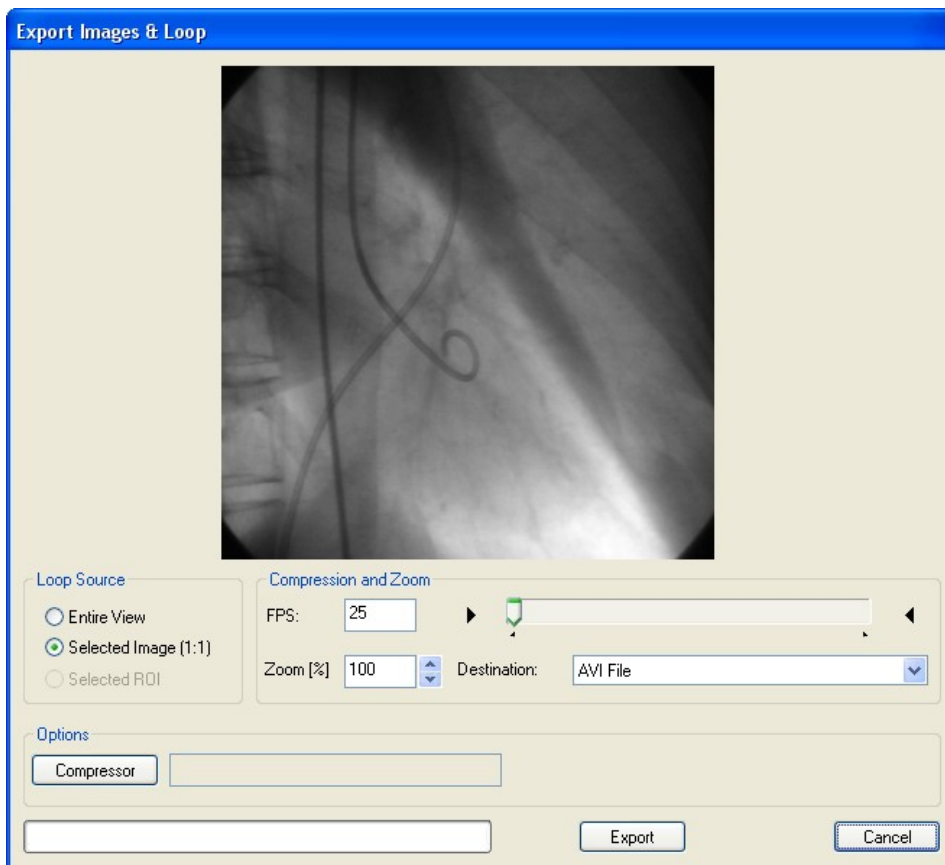 Export Images & Loop
Loop Source
Entire View
Selected Image (1:1)
Selected ROI
Compression and Zoom
FPS: 25
Zoom [%] 100 Destination: AVI File
Options
Compressor
Export Cancel